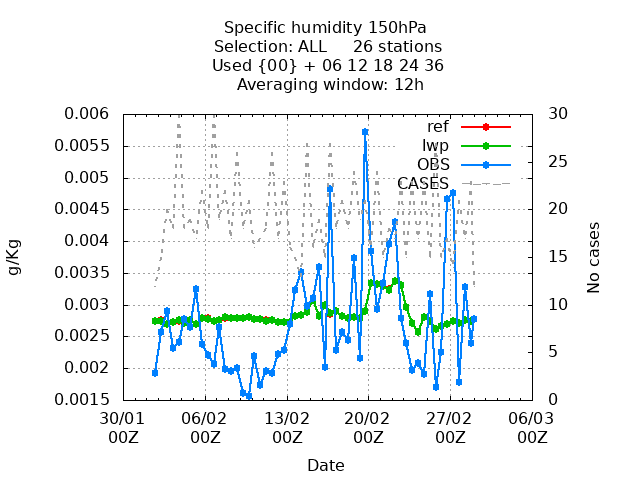 Specific humidity 150hPa
Selection: ALL     26 stations
Used {00} + 06 12 18 24 36
Averaging window: 12h
0.006
0.0055
0.005
0.0045
0.004
0.0035
0.003
0.0025
0.002
0.0015
g/Kg
ref
lwp
OBS
CASES
30
25
20
15
10
5
0
No cases
30/01 06/02 13/02 20/02 27/02 06/03
00Z 00Z 00Z 00Z 00Z 00Z
Date